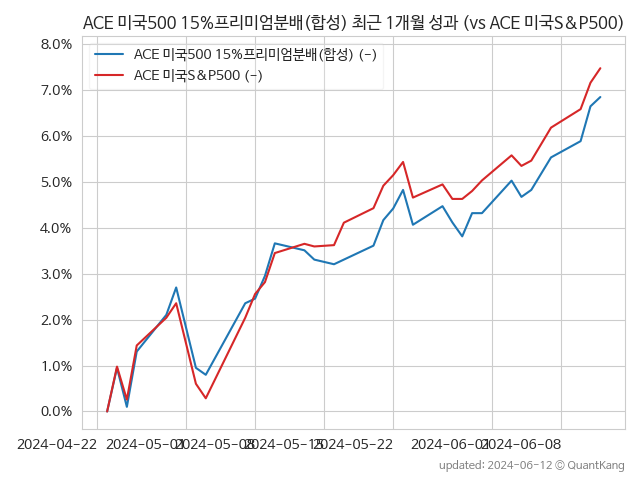 ACE 미국500 15%프리미엄분배(합성) 최근 1개월 성과 (vs ACE 미국S&P500)
ACE 미국500 15%프리미엄분배(합성) (-)
ACE 미국S&P500 (-)
8.0%
7.0%
6.0%
5.0%
4.0%
3.0%
2.0%
1.0%
0.0%
2024-04-22 2024-05-01 2024-05-08 2024-05-15 2024-05-22 2024-06-01 2024-06-08
updated: 2024-06-12 © QuantKang